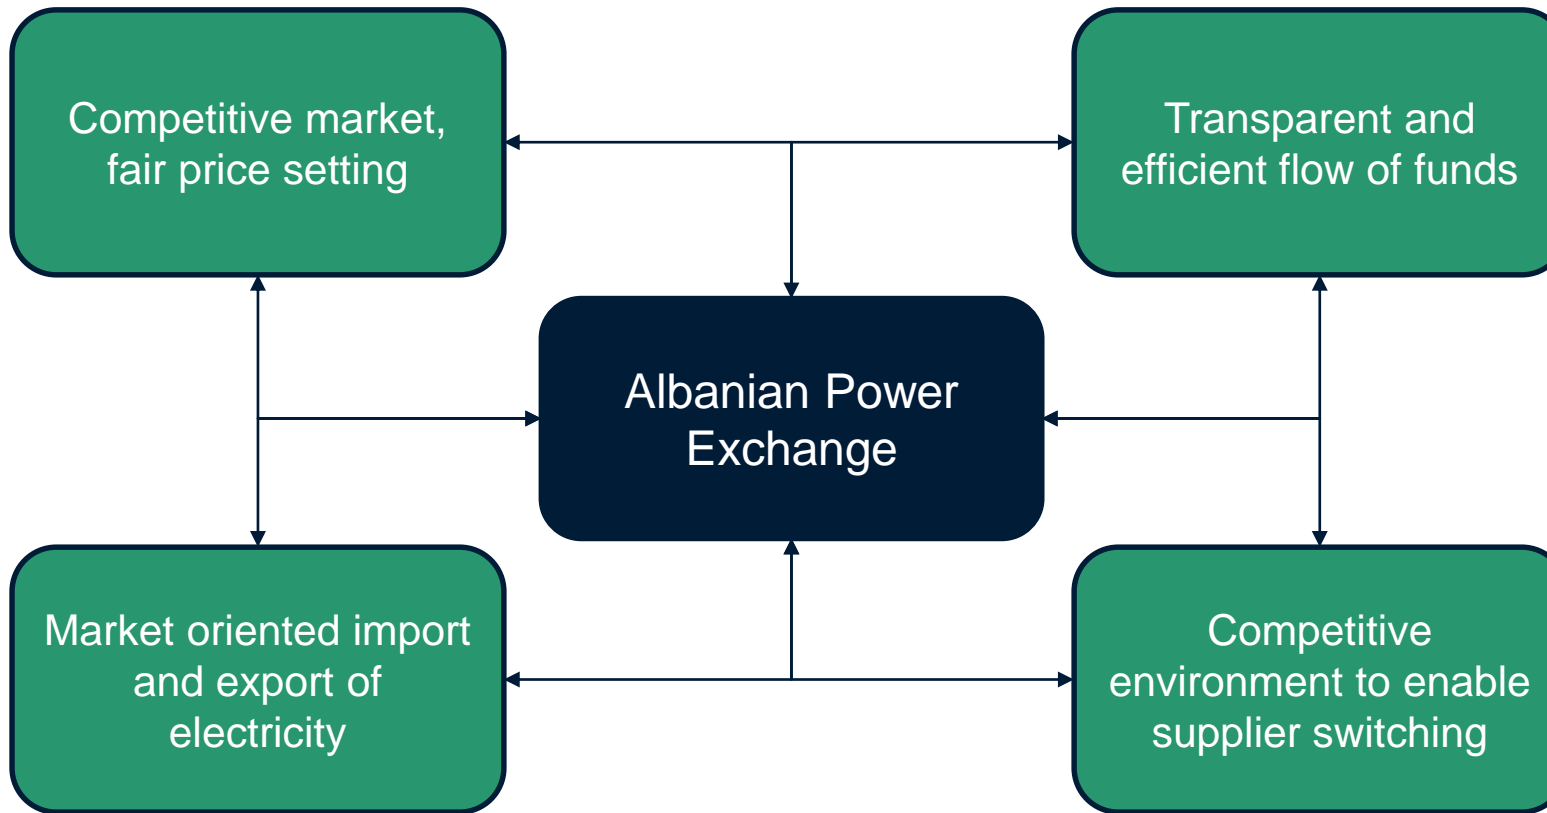 Competitive market,
fair price setting
Transparent and
efficient flow of funds
Albanian Power
Exchange
Market oriented import
and export of
electricity
Competitive
environment to enable
supplier switching